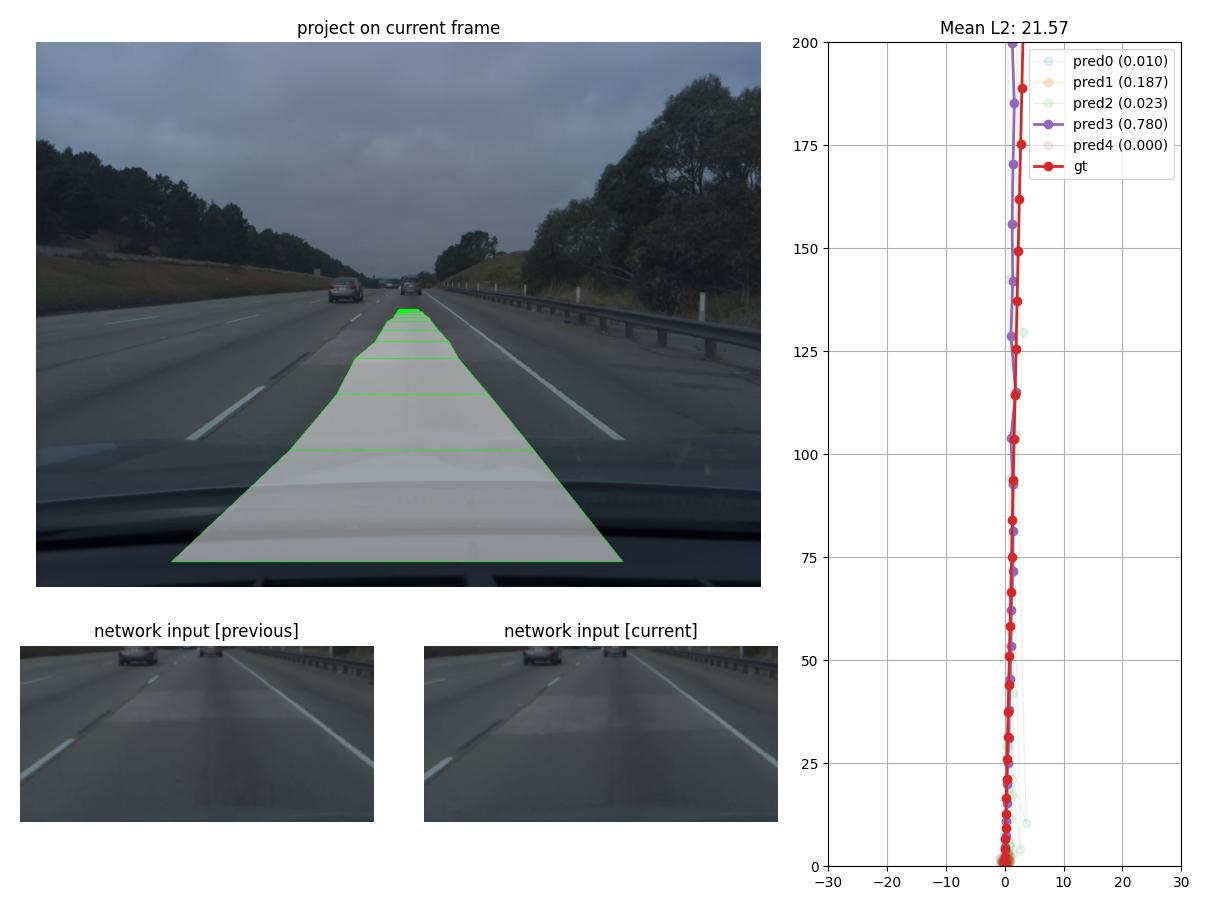 project on current frame
Mean L2: 21.57
200
175
150
125
100
75
50
25
0
−30
−20
−10
0
10
20
30
pred0 (0.010)
pred1 (0.187)
pred2 (0.023)
pred3 (0.780)
pred4 (0.000)
gt
network input [previous]
network input [current]